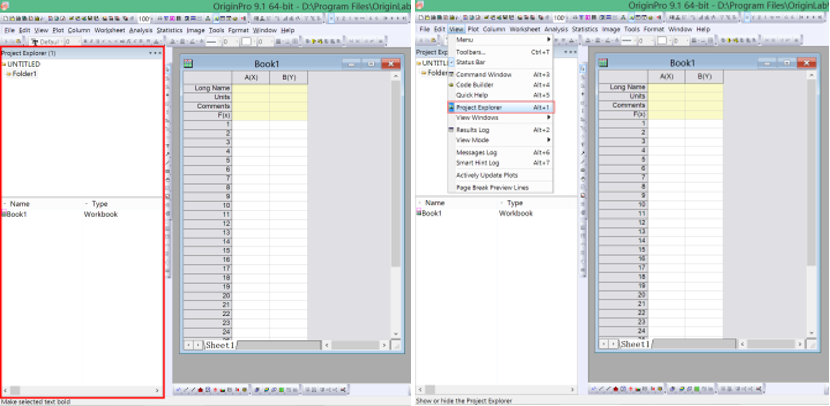 OriginPro 9.1 64-bit - D:\Program Files\OriginLab
File Edit View Plot Column Worksheet Analysis Statistics Image Tools Format Window Help
100%
Default
0
Project Explorer (1)
UNTITLED
Folder1
Name Type
Book1 Workbook
Book1
A(X) B(Y)
Long Name
Units
Comments
F(x)
1
2
3
4
5
6
7
8
9
10
11
12
13
14
15
16
17
18
19
20
21
22
23
24
Sheet1
Make selected text bold
OriginPro 9.1 64-bit - D:\Program Files\OriginLab
File Edit View Plot Column Worksheet Analysis Statistics Image Tools Format Window Help
100%
Project Ex
UNTITL
Folder
Menu
Toolbars... Ctrl+T
Status Bar
Command Window Alt+3
Code Builder Alt+4
Quick Help Alt+5
Project Explorer Alt+1
View Windows
Results Log Alt+2
View Mode
Messages Log Alt+6
Smart Hint Log Alt+7
Actively Update Plots
Page Break Preview Lines
Name Type
Book1 Workbook
Book1
A(X) B(Y)
Long Name
Units
Comments
F(x)
1
2
3
4
5
6
7
8
9
10
11
12
13
14
15
16
17
18
19
20
21
22
23
24
Sheet1
Show or hide the Project Explorer